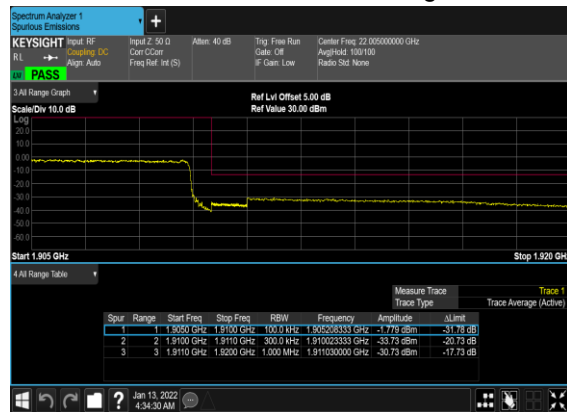 Spectrum Analyzer 1
Spurious Emissions
KEYSIGHT Input: RF Input Z: 50 Ω Atten: 40 dB Trig: Free Run Center Freq: 22.005000000 GHz
RL Coupling: DC Corr CCorr Gate: Off Avg|Hold: 100/100
Align: Auto Freq Ref: Int (S) IF Gain: Low Radio Std: None
LW PASS
3 All Range Graph
Ref Lvl Offset 5.00 dB
Scale/Div 10.0 dB Ref Value 30.00 dBm
Log
20.0
10.0
0.00
-10.0
-20.0
-30.0
-40.0
-50.0
-60.0
Start 1.905 GHz Stop 1.920 GH
4 All Range Table
Measure Trace Trace 1
Trace Type Trace Average (Active)
Spur Range Start Freq Stop Freq RBW Frequency Amplitude ΔLimit
1 1 1.9050 GHz 1.9100 GHz 100.0 kHz 1.905208333 GHz -1.779 dBm -31.78 dB
2 2 1.9100 GHz 1.9110 GHz 300.0 kHz 1.910023333 GHz -33.73 dBm -20.73 dB
3 3 1.9110 GHz 1.9200 GHz 1.000 MHz 1.911030000 GHz -30.73 dBm -17.73 dB
Jan 13, 2022
4:34:30 AM